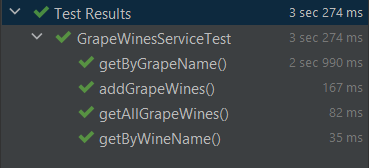 Test Results 3 sec 274 ms
GrapeWinesServiceTest 3 sec 274 ms
getByGrapeName() 2 sec 990 ms
addGrapeWines() 167 ms
getAllGrapeWines() 82 ms
getByWineName() 35 ms